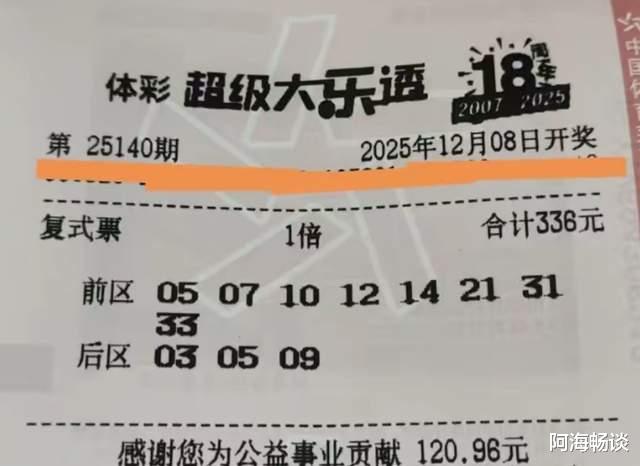 体彩 超级大乐透 18周年 2007-2025
第 25140期 2025年12月08日开奖
复式票 1倍 合计336元
前区 05 07 10 12 14 21 31
33
后区 03 05 09
感谢您为公益事业贡献 120.96元
阿海畅谈